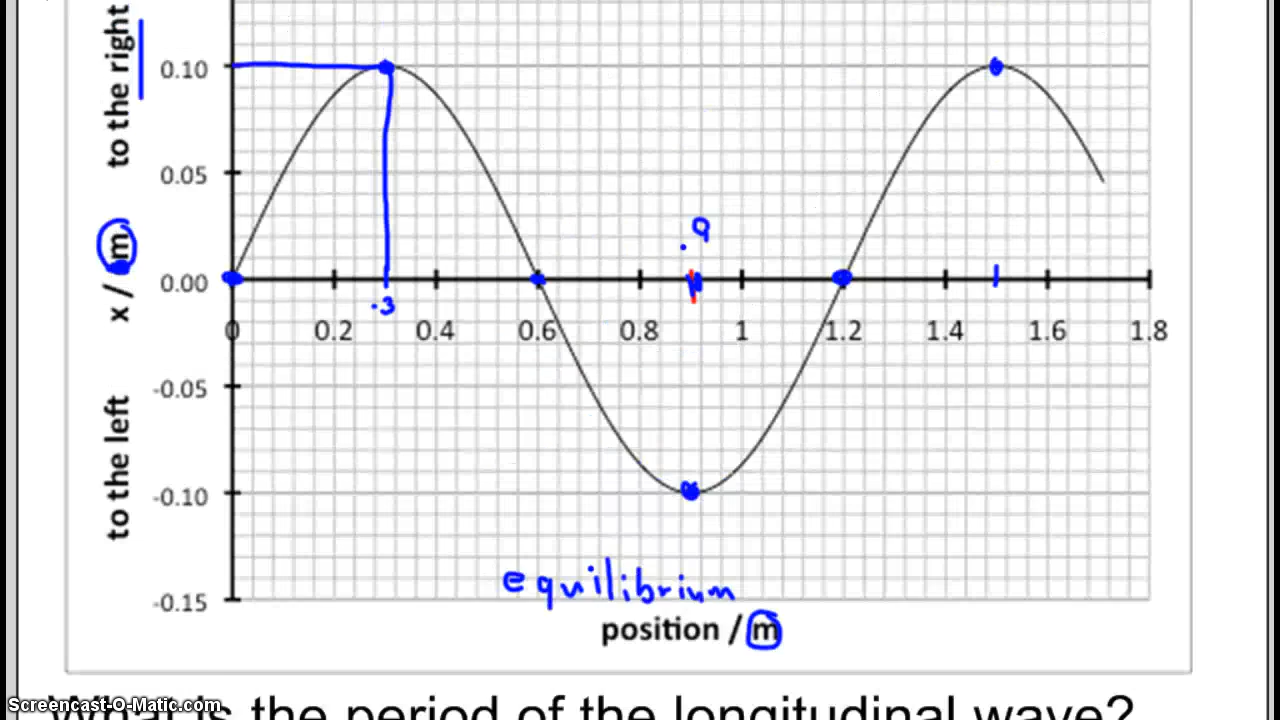 to the right
x / m
to the left
0.10
0.05
0.00
-0.05
-0.10
-0.15
.9
.3
0 0.2 0.4 0.6 0.8 1 1.2 1.4 1.6 1.8
equilibrium
position / m
What is the period of the longitudinal wave?
Screencast-O-Matic.com